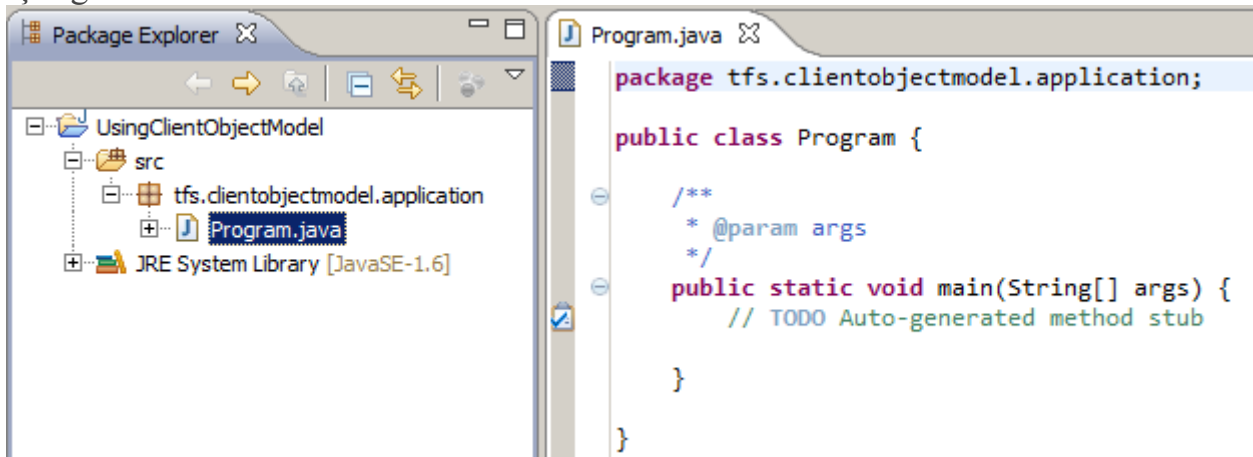 Package Explorer
UsingClientObjectModel
src
tfs.clientobjectmodel.application
Program.java
JRE System Library [JavaSE-1.6]
Program.java
package tfs.clientobjectmodel.application;
public class Program {
/**
* @param args
*/
public static void main(String[] args) {
// TODO Auto-generated method stub
}
}